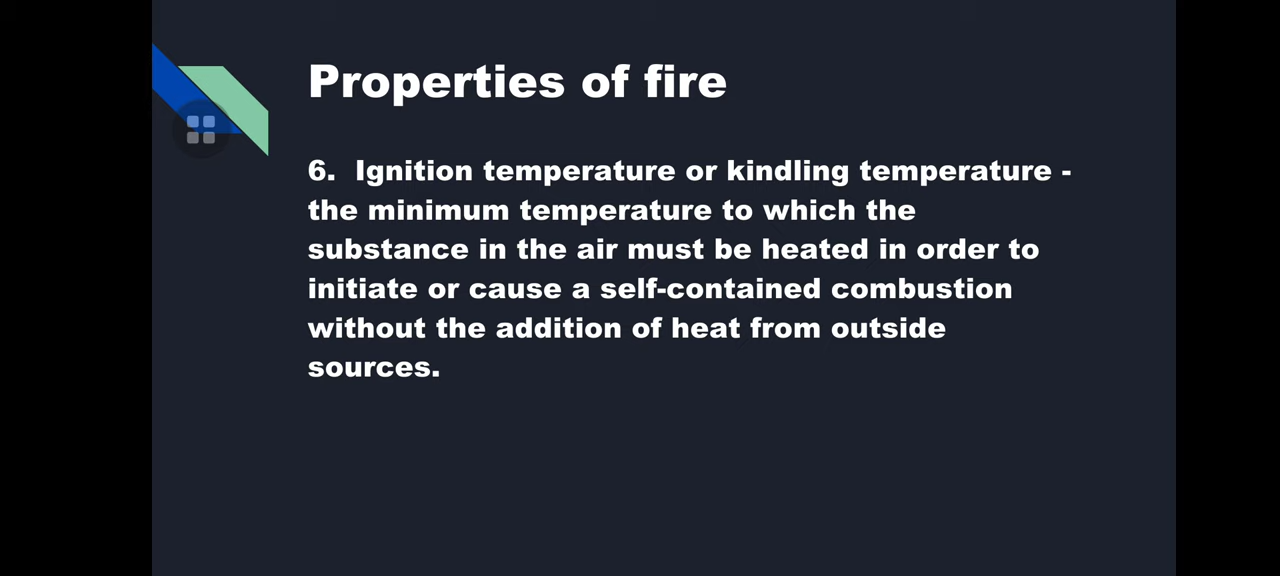 Properties of fire
6.  Ignition temperature or kindling temperature -
the minimum temperature to which the
substance in the air must be heated in order to
initiate or cause a self-contained combustion
without the addition of heat from outside
sources.